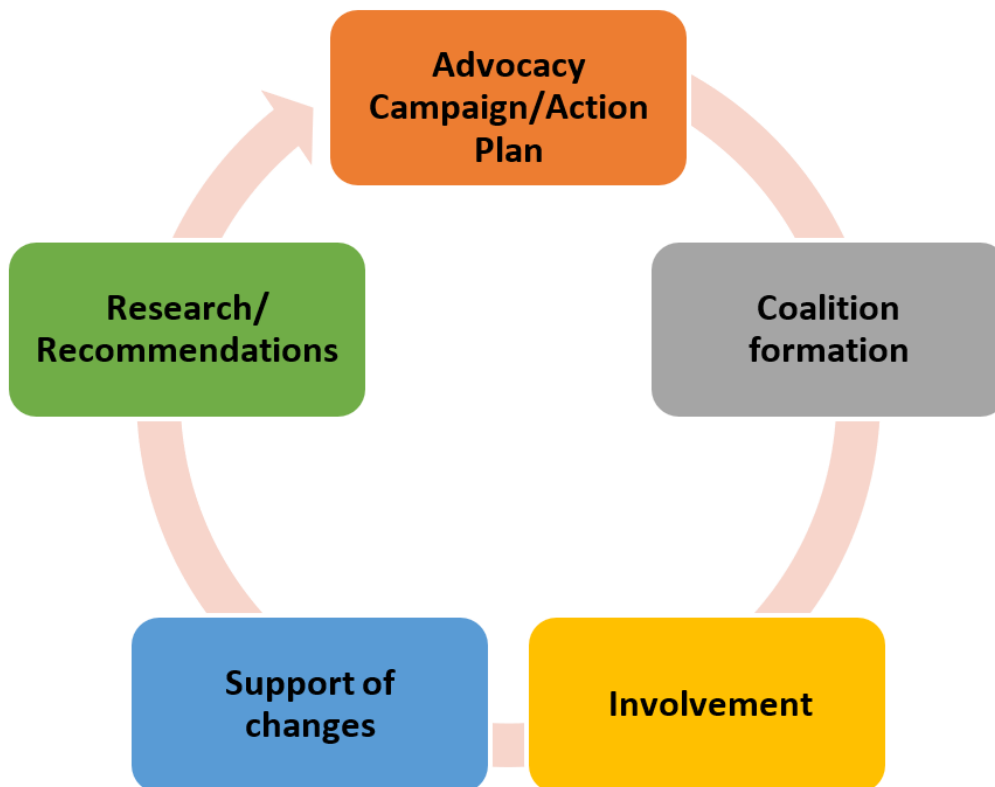 Advocacy
Campaign/Action
Plan
Coalition
formation
Involvement
Support of
changes
Research/
Recommendations